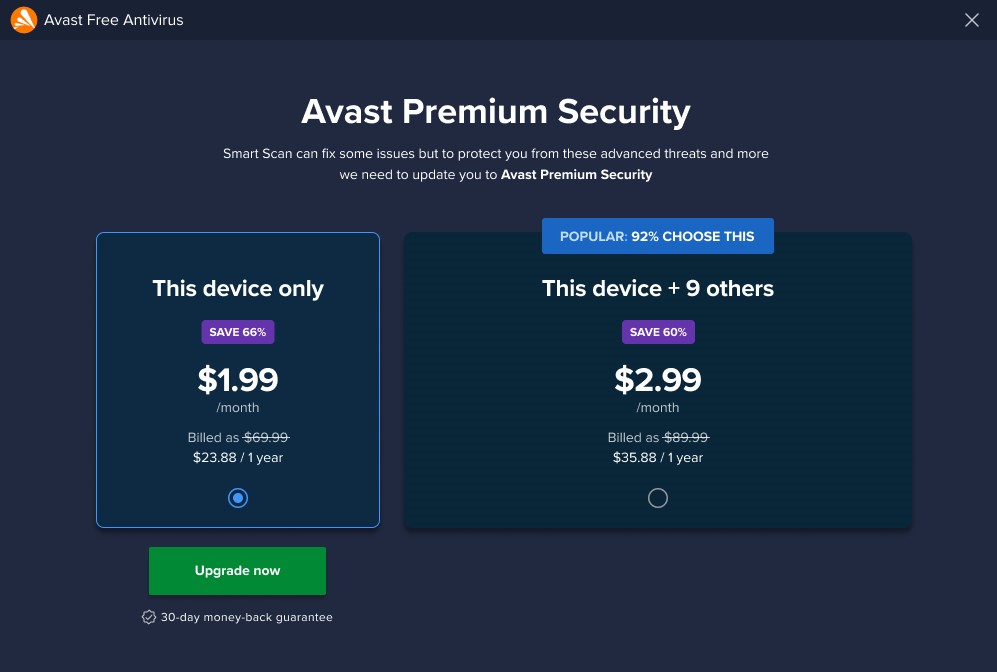 Avast Free Antivirus
Avast Premium Security
Smart Scan can fix some issues but to protect you from these advanced threats and more
we need to update you to Avast Premium Security
This device only
SAVE 66%
$1.99
/month
Billed as $69.99
$23.88 / 1 year
POPULAR: 92% CHOOSE THIS
This device + 9 others
SAVE 60%
$2.99
/month
Billed as $89.99
$35.88 / 1 year
Upgrade now
30-day money-back guarantee